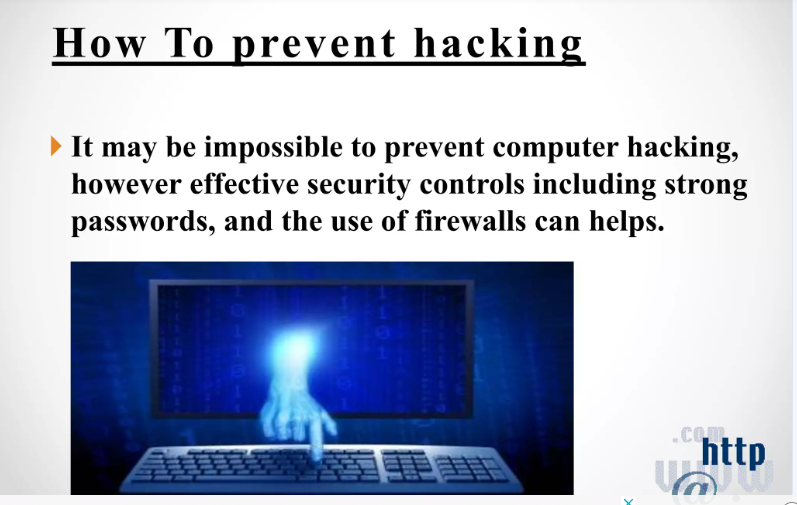 How To prevent hacking
It may be impossible to prevent computer hacking,
however effective security controls including strong
passwords, and the use of firewalls can helps.
.com
http
www
@